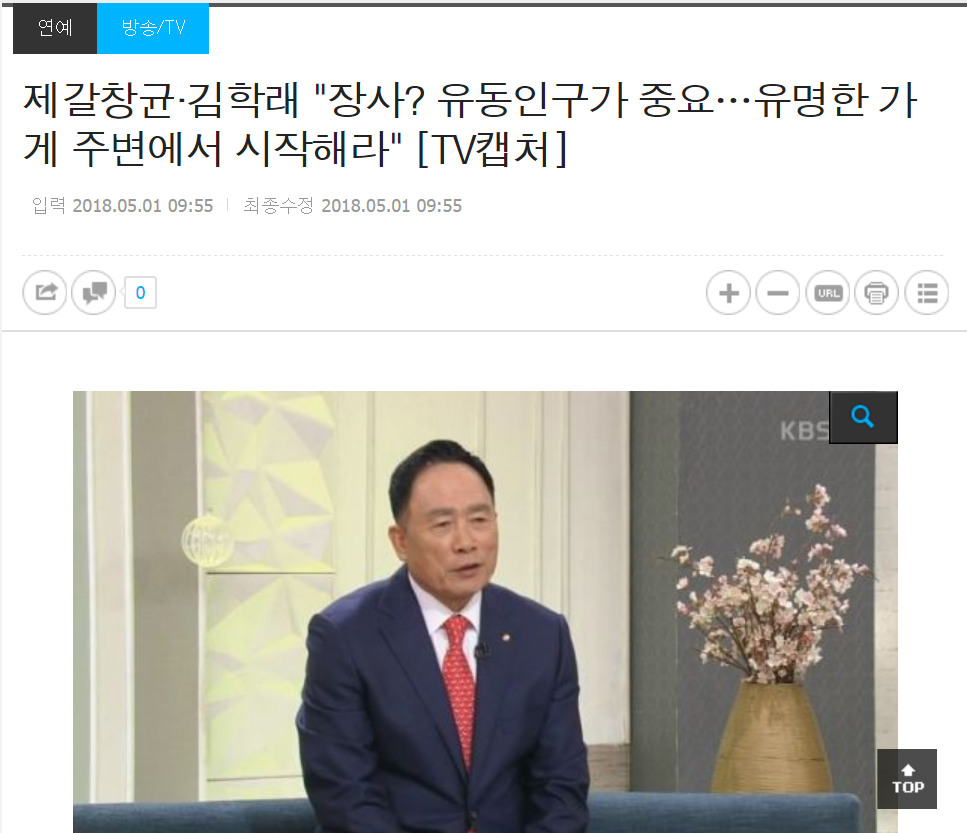 연예 방송/TV
제갈창균·김학래 "장사? 유동인구가 중요…유명한 가
게 주변에서 시작해라" [TV캡처]
입력 2018.05.01 09:55 최종수정 2018.05.01 09:55
0 URL
KBS
TOP